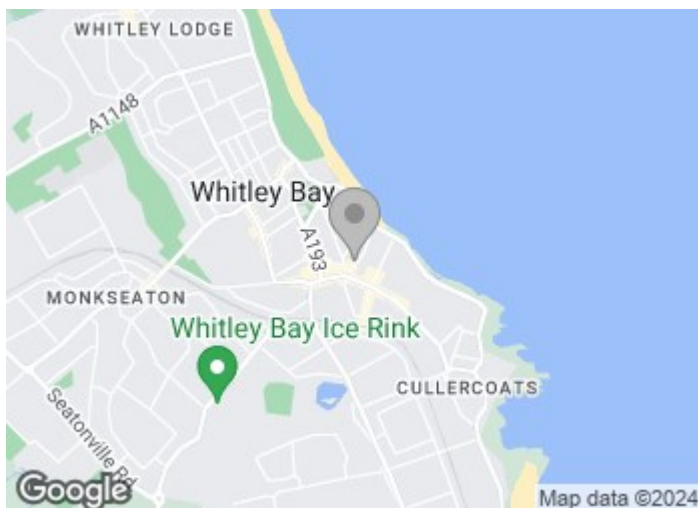 WHITLEY LODGE
A1148
Whitley Bay
A193
MONKSEATON
Whitley Bay Ice Rink
CULLERCOATS
Seatonville Rd
Google
Map data ©2024